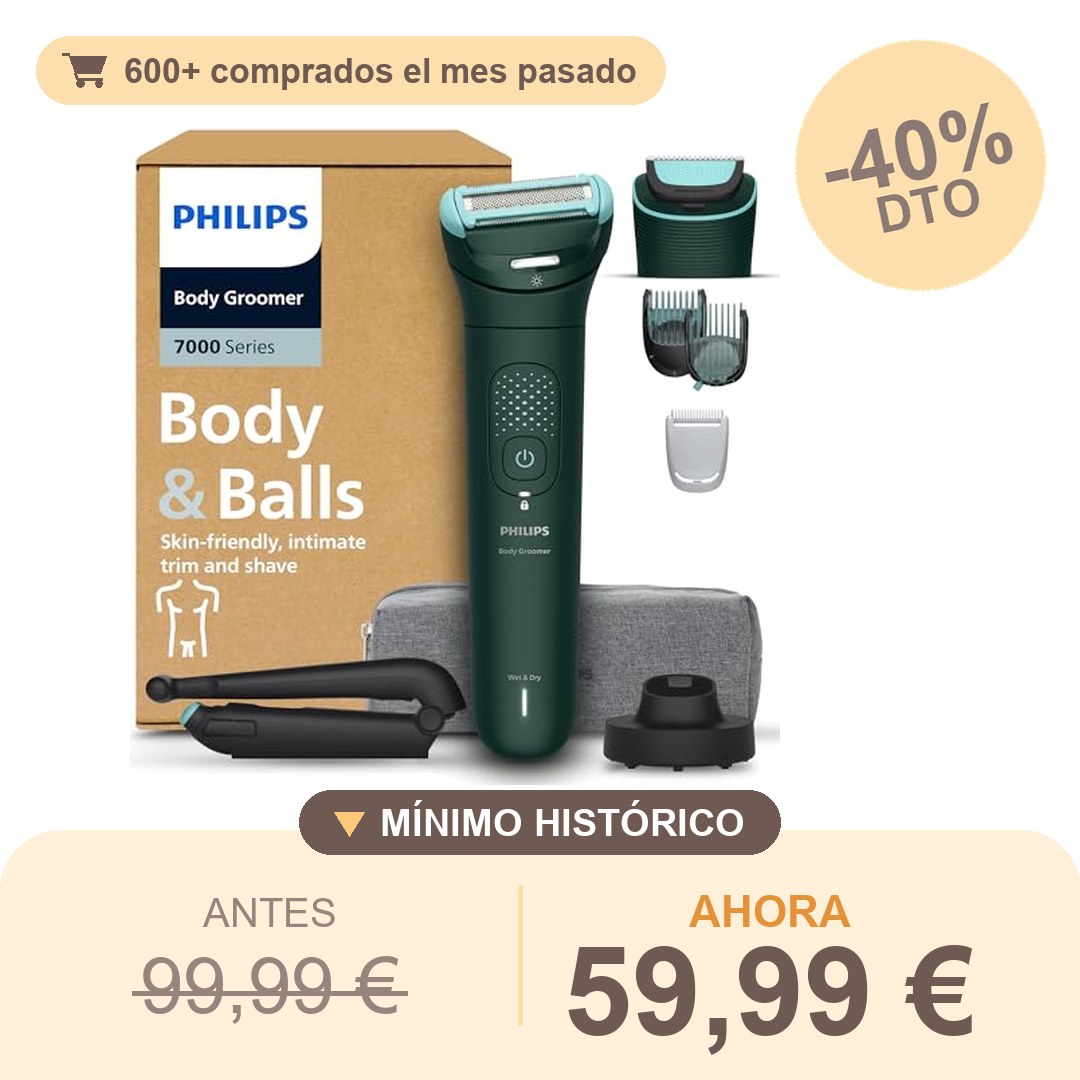 600+ comprados el mes pasado
-40%
DTO
PHILIPS
Body Groomer
7000 Series
Body
& Balls
Skin-friendly, intimate
trim and shave
PHILIPS
Body Groomer
Wet & Dry
MÍNIMO HISTÓRICO
ANTES
99,99 €
AHORA
59,99 €